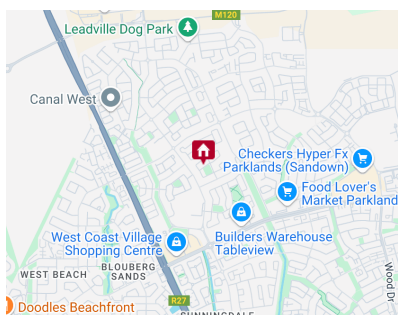 M120
Leadville Dog Park
Canal West
Checkers Hyper Fx
Parklands (Sandown)
Food Lover's
Market Parkland
West Coast Village
Shopping Centre
Builders Warehouse
Tableview
WEST BEACH
BLOUBERG
SANDS
Wood Dr
R27
Doodles Beachfront
SUNNINGDALE